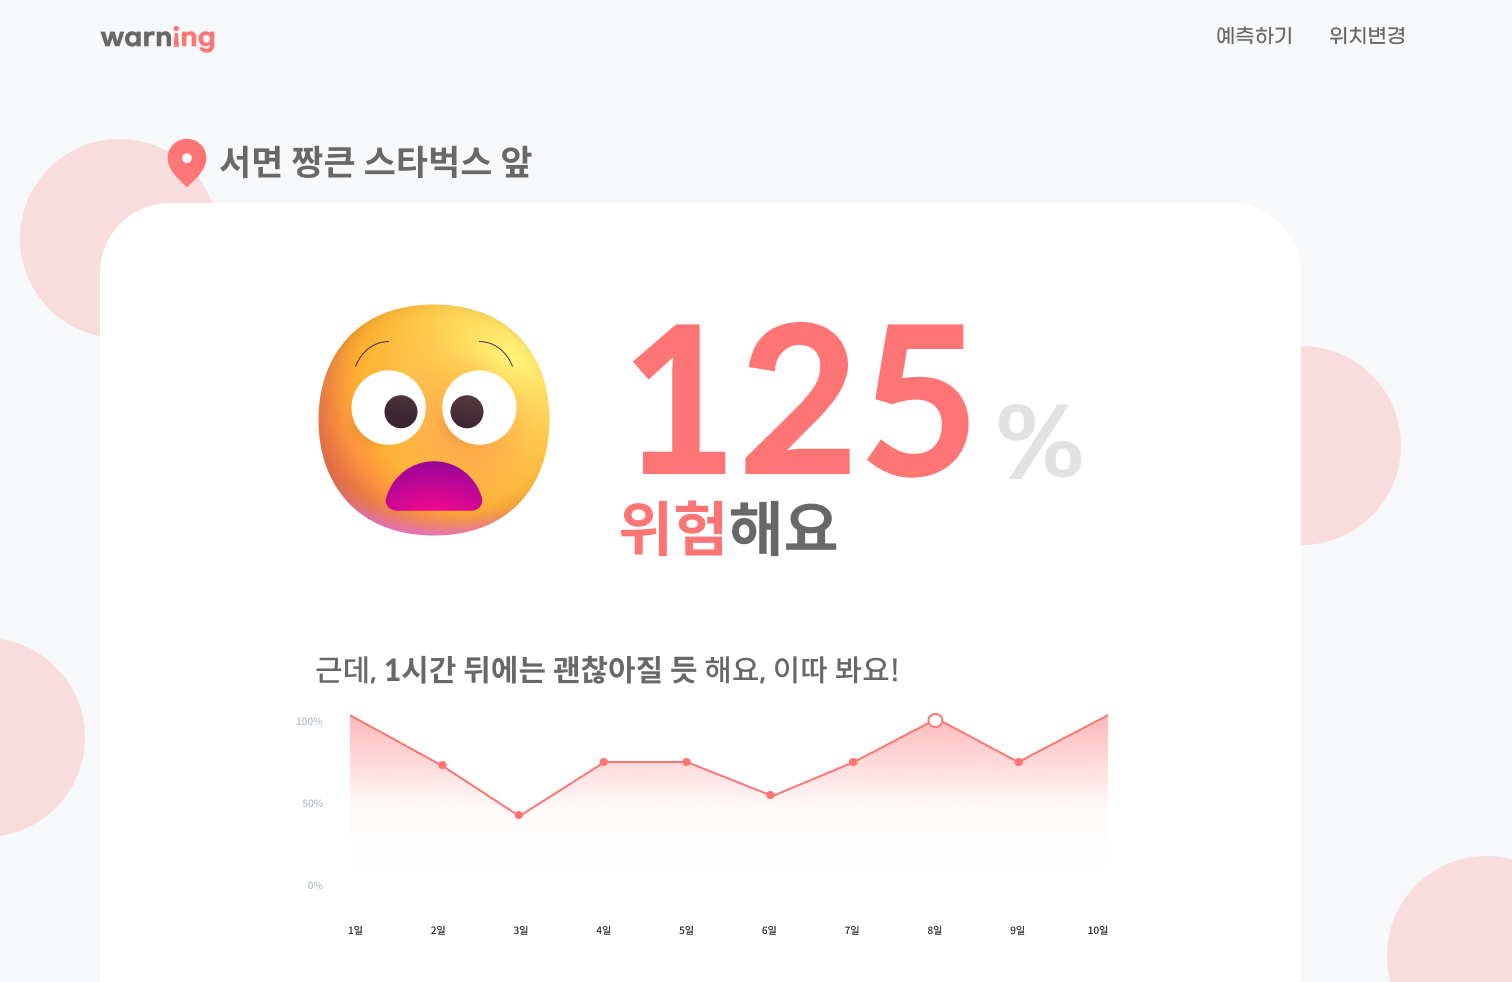 warning
예측하기 위치변경
서면 짱큰 스타벅스 앞
125 %
위험해요
근데, 1시간 뒤에는 괜찮아질 듯 해요, 이따 봐요!
100%
50%
0%
1일 2일 3일 4일 5일 6일 7일 8일 9일 10일